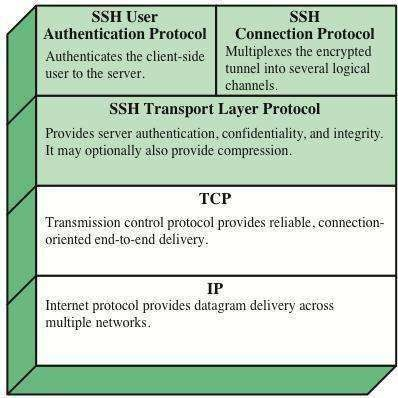 SSH User
Authentication Protocol
Authenticates the client-side
user to the server.
SSH
Connection Protocol
Multiplexes the encrypted
tunnel into several logical
channels.
SSH Transport Layer Protocol
Provides server authentication, confidentiality, and integrity.
It may optionally also provide compression.
TCP
Transmission control protocol provides reliable, connection-
oriented end-to-end delivery.
IP
Internet protocol provides datagram delivery across
multiple networks.